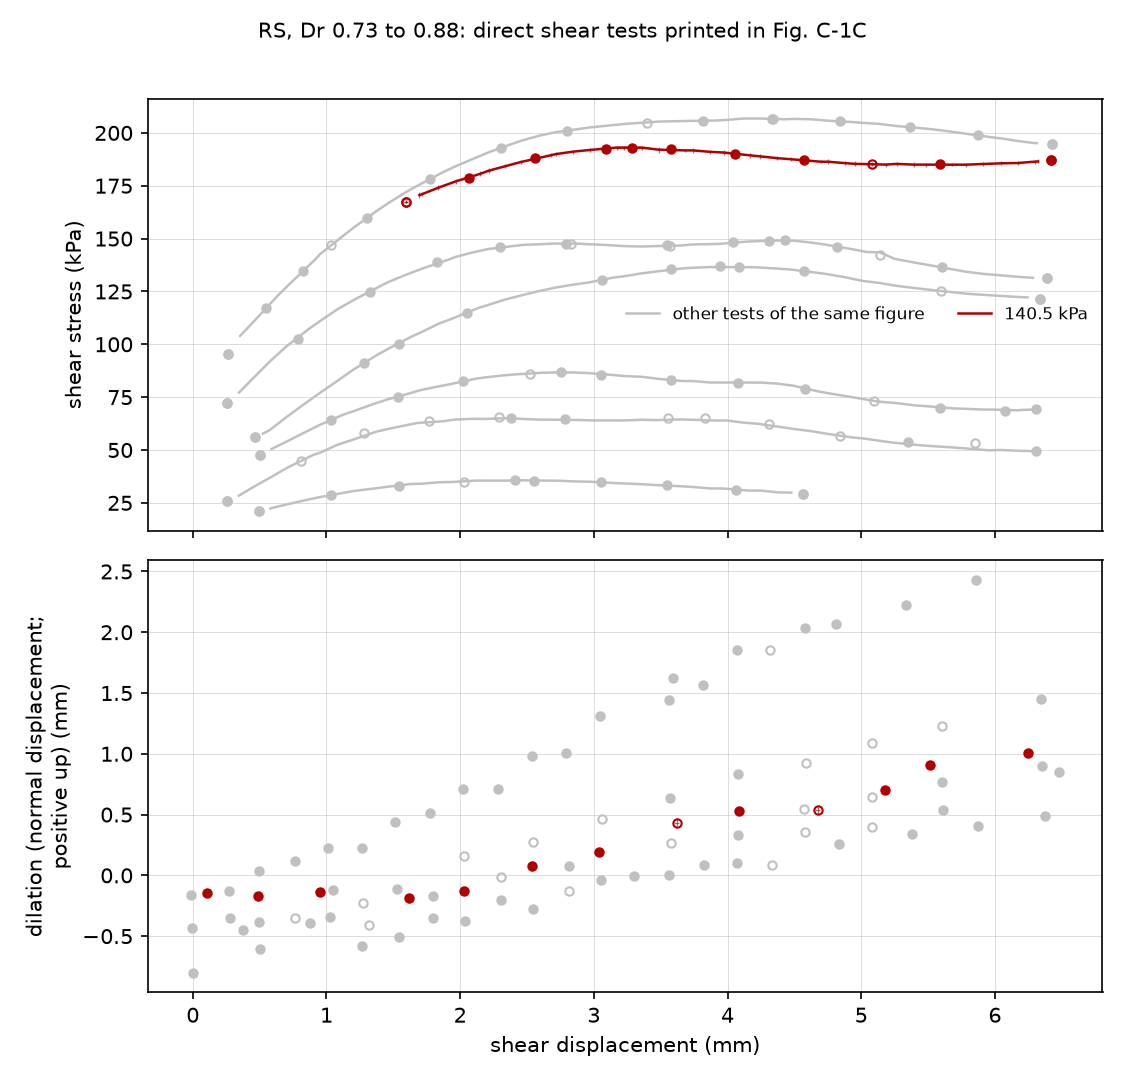 RS, Dr 0.73 to 0.88: direct shear tests printed in Fig. C-1C
shear stress (kPa)
200
175
150
125
100
75
50
25
other tests of the same figure
140.5 kPa
dilation (normal displacement;
positive up) (mm)
2.5
2.0
1.5
1.0
0.5
0.0
−0.5
0 1 2 3 4 5 6
shear displacement (mm)